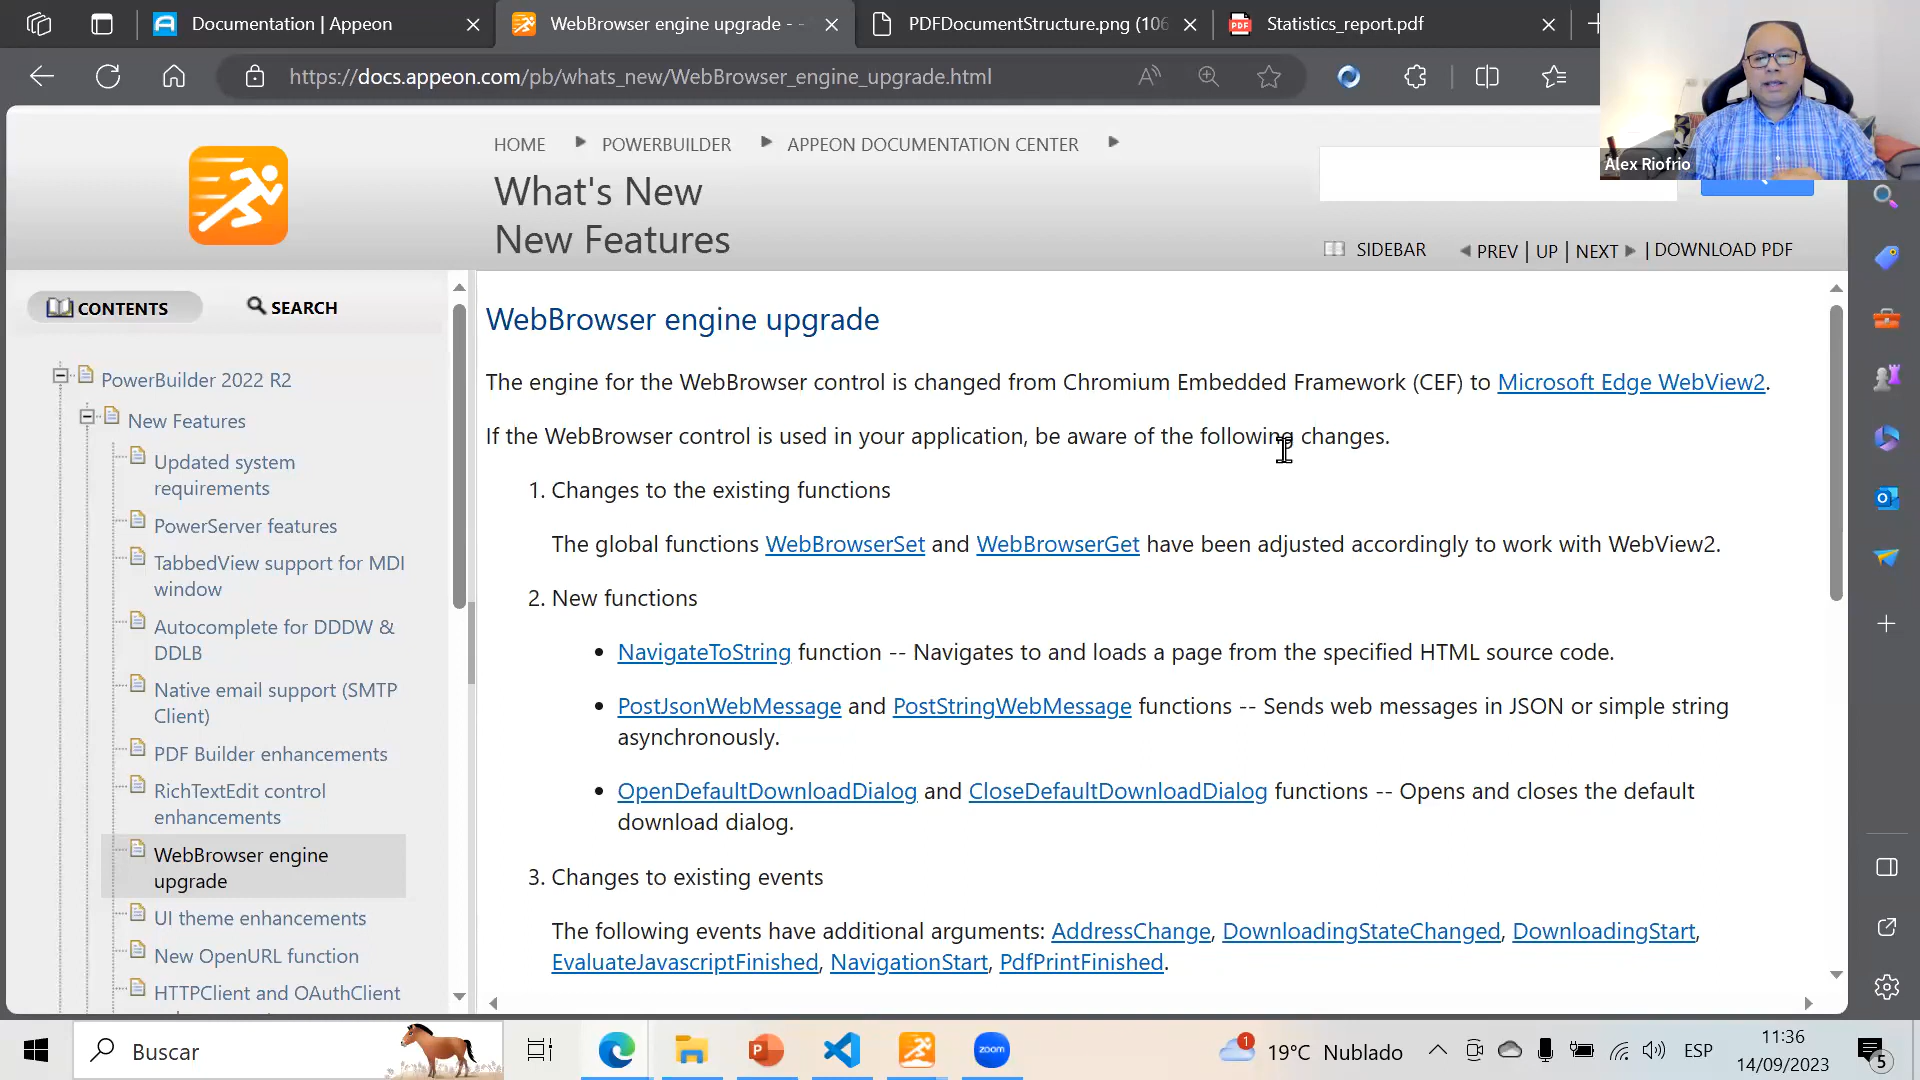 Documentation | Appeon
WebBrowser engine upgrade - -
PDFDocumentStructure.png (106
Statistics_report.pdf
https://docs.appeon.com/pb/whats_new/WebBrowser_engine_upgrade.html
Alex Riofrio
HOME POWERBUILDER APPEON DOCUMENTATION CENTER
What's New
New Features
SIDEBAR PREV | UP | NEXT | DOWNLOAD PDF
CONTENTS SEARCH
PowerBuilder 2022 R2
New Features
Updated system
requirements
PowerServer features
TabbedView support for MDI
window
Autocomplete for DDDW &
DDLB
Native email support (SMTP
Client)
PDF Builder enhancements
RichTextEdit control
enhancements
WebBrowser engine
upgrade
UI theme enhancements
New OpenURL function
HTTPClient and OAuthClient
WebBrowser engine upgrade
The engine for the WebBrowser control is changed from Chromium Embedded Framework (CEF) to Microsoft Edge WebView2.
If the WebBrowser control is used in your application, be aware of the following changes.
1. Changes to the existing functions
The global functions WebBrowserSet and WebBrowserGet have been adjusted accordingly to work with WebView2.
2. New functions
• NavigateToString function -- Navigates to and loads a page from the specified HTML source code.
• PostJsonWebMessage and PostStringWebMessage functions -- Sends web messages in JSON or simple string
asynchronously.
• OpenDefaultDownloadDialog and CloseDefaultDownloadDialog functions -- Opens and closes the default
download dialog.
3. Changes to existing events
The following events have additional arguments: AddressChange, DownloadingStateChanged, DownloadingStart,
EvaluateJavascriptFinished, NavigationStart, PdfPrintFinished.
Buscar
zoom
1
19°C Nublado
ESP
11:36
14/09/2023
5